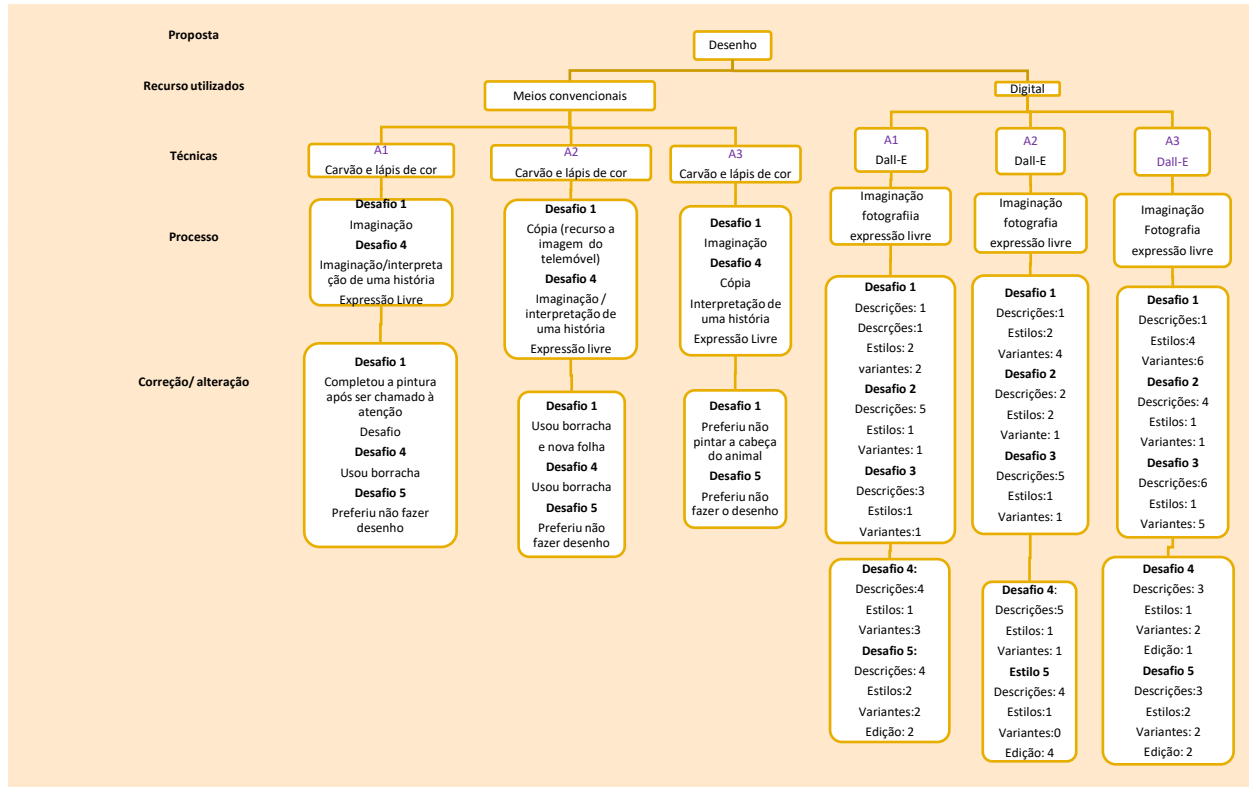 Proposta
Desenho
Recurso utilizados
Meios convencionais
Digital
Técnicas
A1
Carvão e lápis de cor
A2
Carvão e lápis de cor
A3
Carvão e lápis de cor
A1
Dall-E
A2
Dall-E
A3
Dall-E
Processo
Desafio 1
Imaginação
Desafio 4
Imaginação/interpreta
ção de uma história
Expressão Livre
Desafio 1
Cópia (recurso a
imagem do
telemóvel)
Desafio 4
Imaginação /
interpretação de
uma história
Expressão livre
Desafio 1
Imaginação
Desafio 4
Cópia
Interpretação de
uma história
Expressão Livre
Imaginação
fotografiia
expressão livre
Imaginação
fotografia
expressão livre
Imaginação
Fotografia
expressão livre
Correção/ alteração
Desafio 1
Completou a pintura
após ser chamado à
atenção
Desafio
Desafio 4
Usou borracha
Desafio 5
Preferiu não fazer
desenho
Desafio 1
Usou borracha
e nova folha
Desafio 4
Usou borracha
Desafio 5
Preferiu não
fazer desenho
Desafio 1
Preferiu não
pintar a cabeça
do animal
Desafio 5
Preferiu não
fazer o desenho
Desafio 1
Descrições: 1
Descrções:1
Estilos: 2
variantes: 2
Desafio 2
Descrições: 5
Estilos: 1
Variantes: 1
Desafio 3
Descrições:3
Estilos:1
Variantes:1
Desafio 1
Descrições:1
Estilos:2
Variantes: 4
Desafio 2
Descrições: 2
Estilos: 2
Variante: 1
Desafio 3
Descrições:5
Estilos:1
Variantes: 1
Desafio 1
Descrições:1
Estilos:4
Variantes:6
Desafio 2
Descrições: 4
Estilos: 1
Variantes: 1
Desafio 3
Descrições:6
Estilos: 1
Variantes: 5
Desafio 4:
Descrições:4
Estilos: 1
Variantes:3
Desafio 5:
Descrições: 4
Estilos:2
Variantes:2
Edição: 2
Desafio 4:
Descrições:5
Estilos: 1
Variantes: 1
Estilo 5
Descrições: 4
Estilos:1
Variantes:0
Edição: 4
Desafio 4
Descrições: 3
Estilos: 1
Variantes: 2
Edição: 1
Desafio 5
Descrições:3
Estilos:2
Variantes: 2
Edição: 2